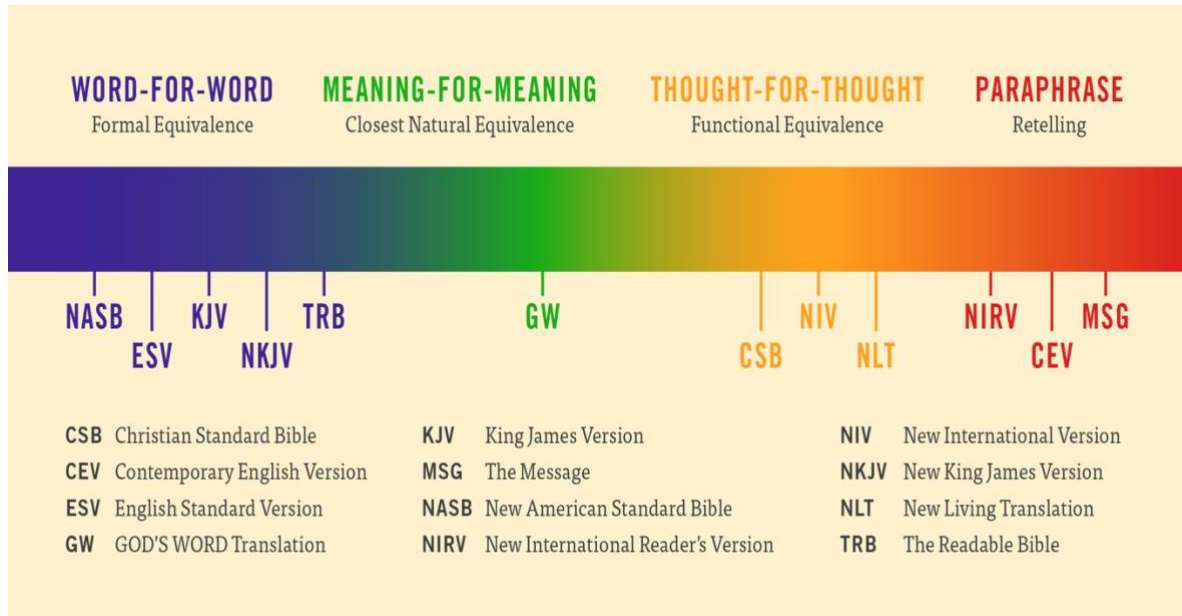 WORD-FOR-WORD MEANING-FOR-MEANING THOUGHT-FOR-THOUGHT PARAPHRASE
Formal Equivalence Closest Natural Equivalence Functional Equivalence Retelling
NASB KJV TRB GW NIV NIRV MSG
ESV NKJV CSB NLT CEV
CSB Christian Standard Bible
CEV Contemporary English Version
ESV English Standard Version
GW GOD'S WORD Translation
KJV King James Version
MSG The Message
NASB New American Standard Bible
NIRV New International Reader's Version
NIV New International Version
NKJV New King James Version
NLT New Living Translation
TRB The Readable Bible